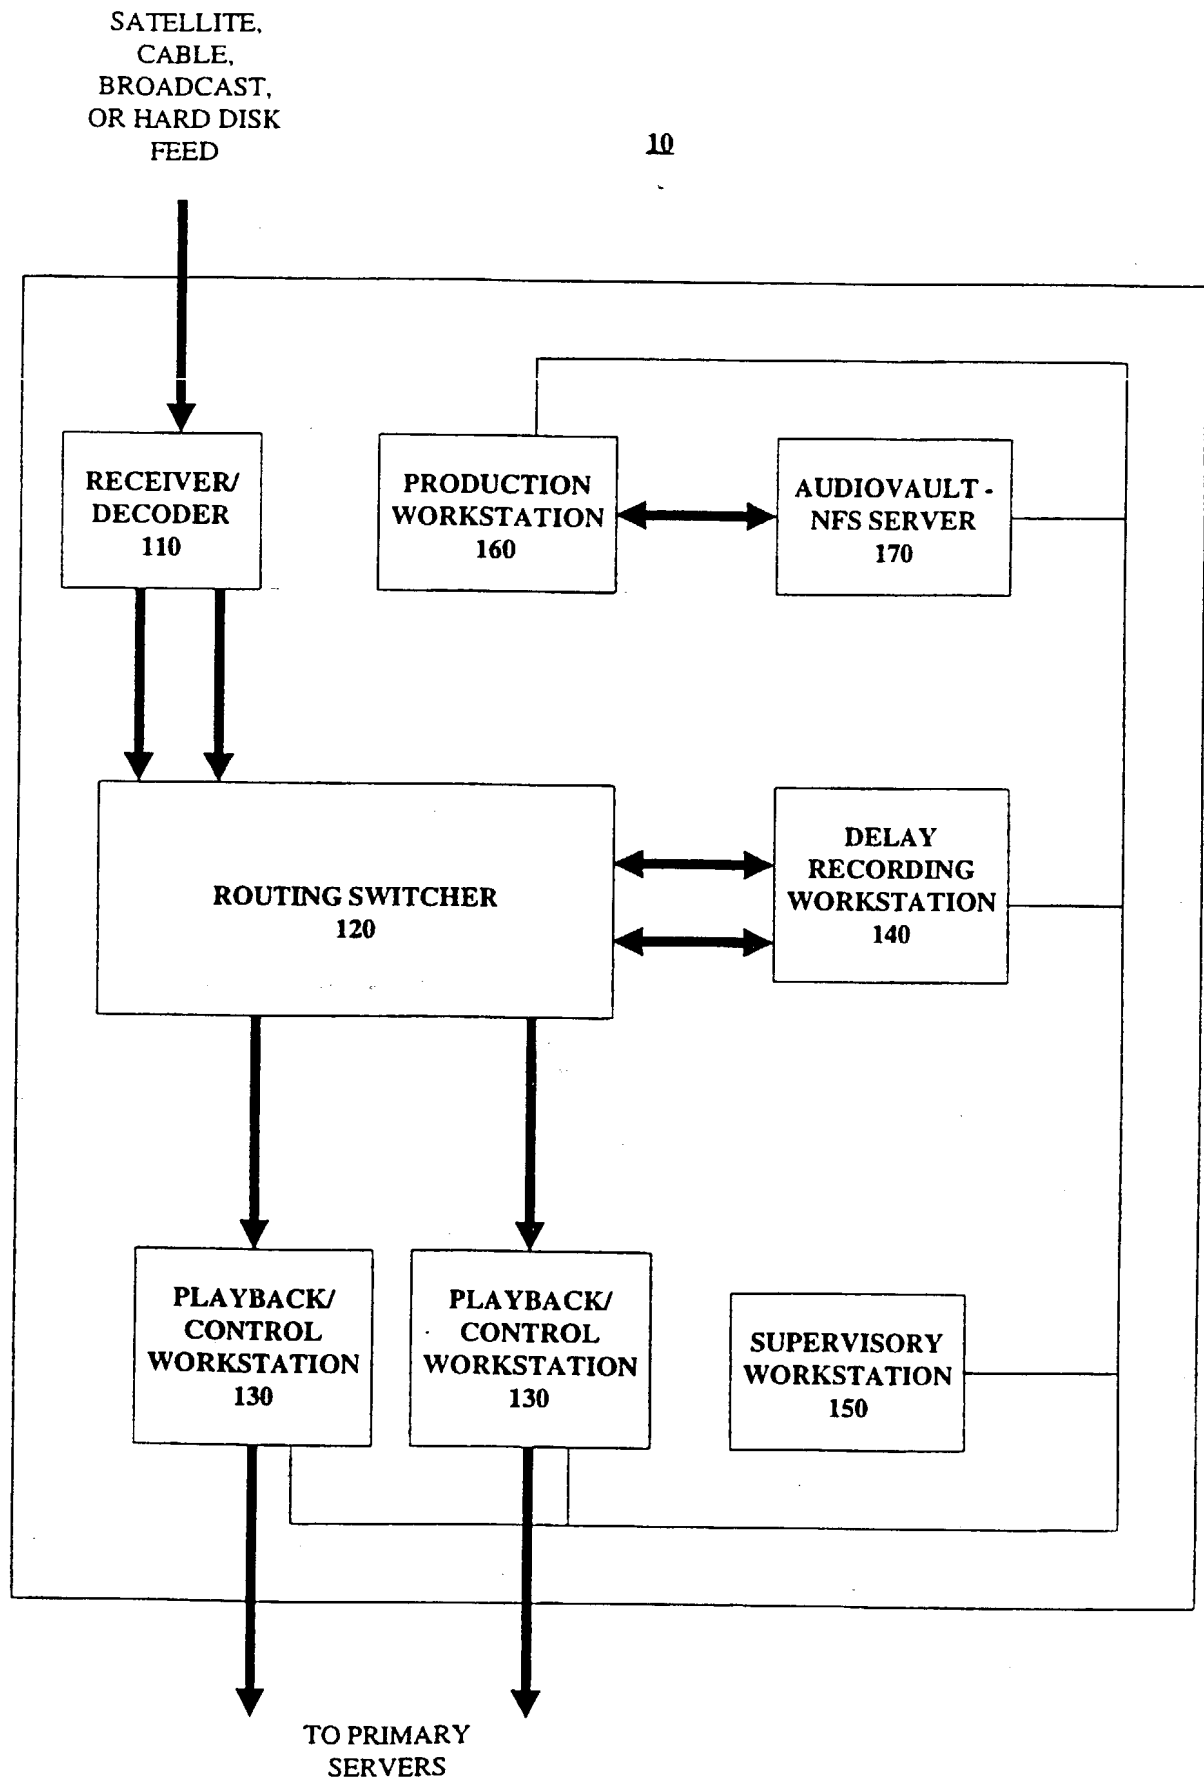 SATELLITE,
CABLE,
BROADCAST,
OR HARD DISK
FEED
10
RECEIVER/
DECODER
110
PRODUCTION
WORKSTATION
160
AUDIOVAULT -
NFS SERVER
170
ROUTING SWITCHER
120
DELAY
RECORDING
WORKSTATION
140
PLAYBACK/
CONTROL
WORKSTATION
130
PLAYBACK/
CONTROL
WORKSTATION
130
SUPERVISORY
WORKSTATION
150
TO PRIMARY
SERVERS